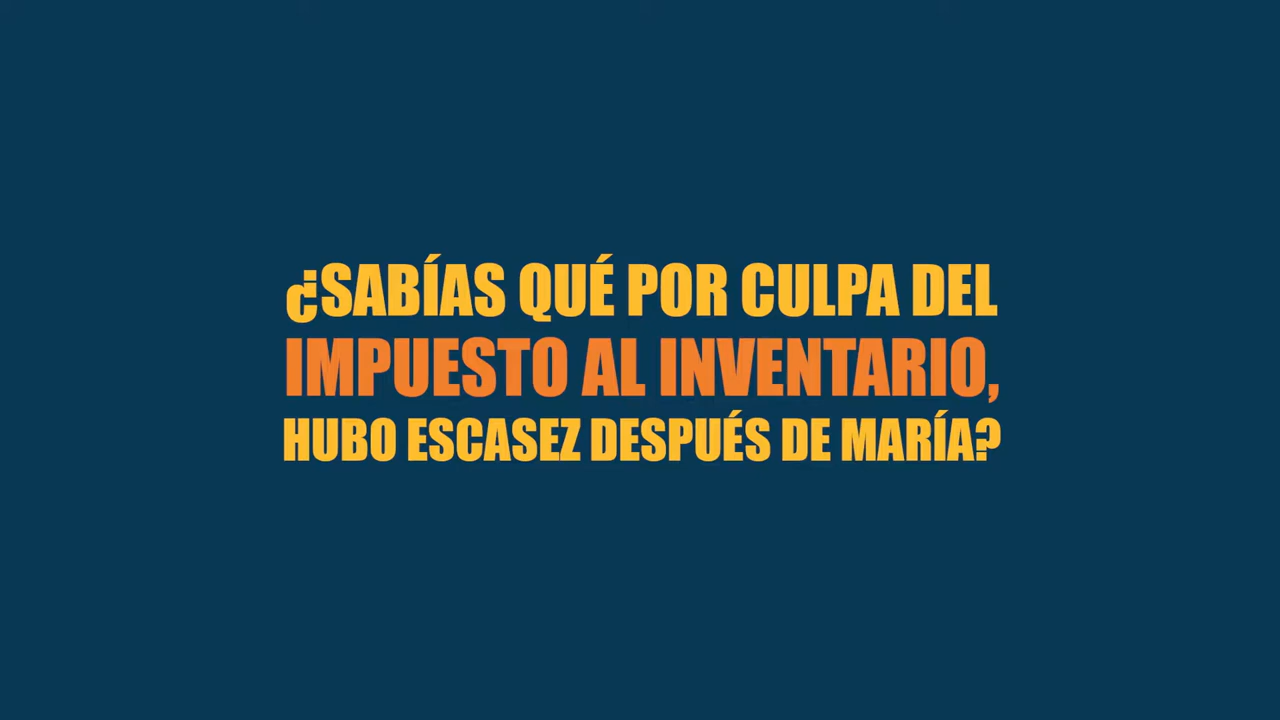 ¿SABÍAS QUÉ POR CULPA DEL
IMPUESTO AL INVENTARIO,
HUBO ESCASEZ DESPUÉS DE MARÍA?